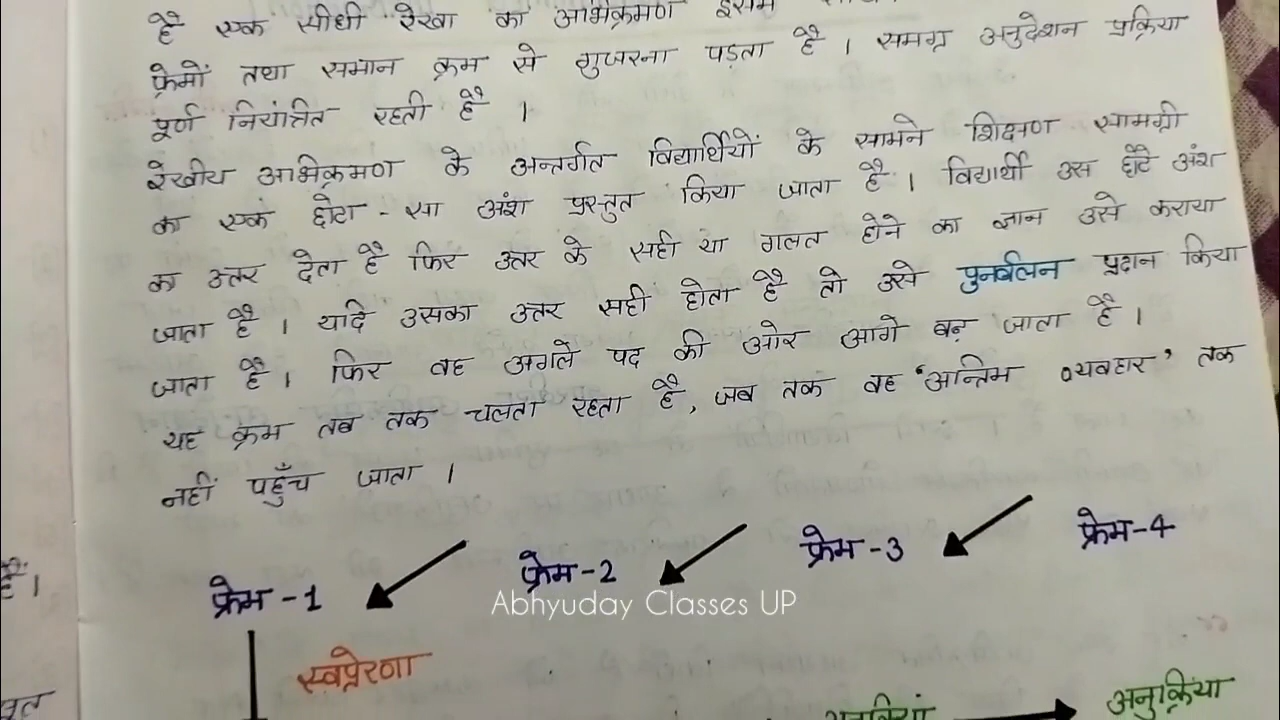 है एक सीधी रेखा का अभिक्रमण इसमें
फ्रेमों तथा समान क्रम से गुजरना पड़ता है । समग्र अनुदेशन प्रक्रिया
पूर्ण नियंत्रित रहती है ।
रेखीय अभिक्रमण के अन्तर्गत विद्यार्थियों के सामने शिक्षण सामग्री
का एक छोटा - सा अंश प्रस्तुत किया जाता है । विद्यार्थी उस छोटे अंश
का उत्तर देता है फिर उत्तर के सही या गलत होने का ज्ञान उसे कराया
जाता है । यदि उसका उत्तर सही होता है तो उसे पुनर्वलन प्रदान किया
जाता है । फिर वह अगले पद की ओर आगे बढ़ जाता है ।
यह क्रम तब तक चलता रहता है, जब तक वह 'अन्तिम व्यवहार' तक
नहीं पहुँच जाता ।
फ्रेम -1 फ्रेम -2 फ्रेम -3 फ्रेम-4
Abhyuday Classes UP
है।
स्वप्रेरणा
अनुक्रिया